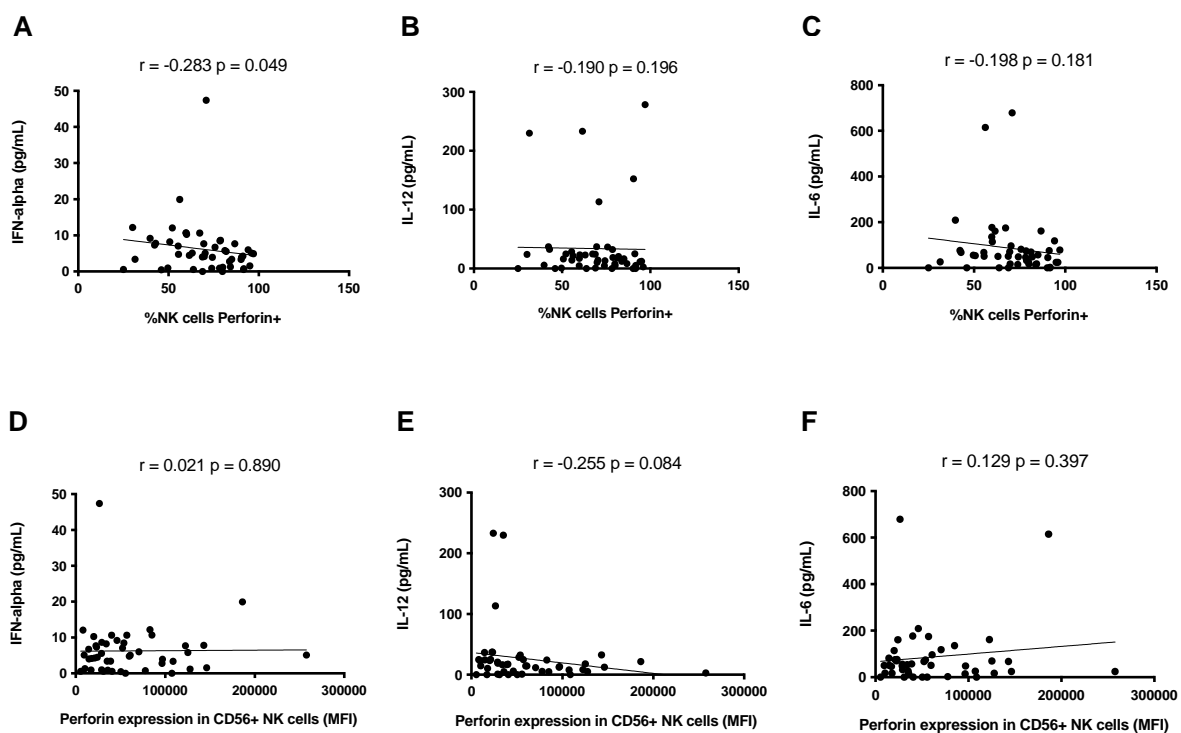 A
r = -0.283 p = 0.049
IFN-alpha (pg/mL)
50
40
30
20
10
0
0 50 100 150
%NK cells Perforin+
B
r = -0.190 p = 0.196
IL-12 (pg/mL)
300
200
100
0
0 50 100 150
%NK cells Perforin+
C
r = -0.198 p = 0.181
IL-6 (pg/mL)
800
600
400
200
0
0 50 100 150
%NK cells Perforin+
D
r = 0.021 p = 0.890
IFN-alpha (pg/mL)
50
40
30
20
10
0
0 100000 200000 300000
Perforin expression in CD56+ NK cells (MFI)
E
r = -0.255 p = 0.084
IL-12 (pg/mL)
300
200
100
0
0 100000 200000 300000
Perforin expression in CD56+ NK cells (MFI)
F
r = 0.129 p = 0.397
IL-6 (pg/mL)
800
600
400
200
0
0 100000 200000 300000
Perforin expression in CD56+ NK cells (MFI)